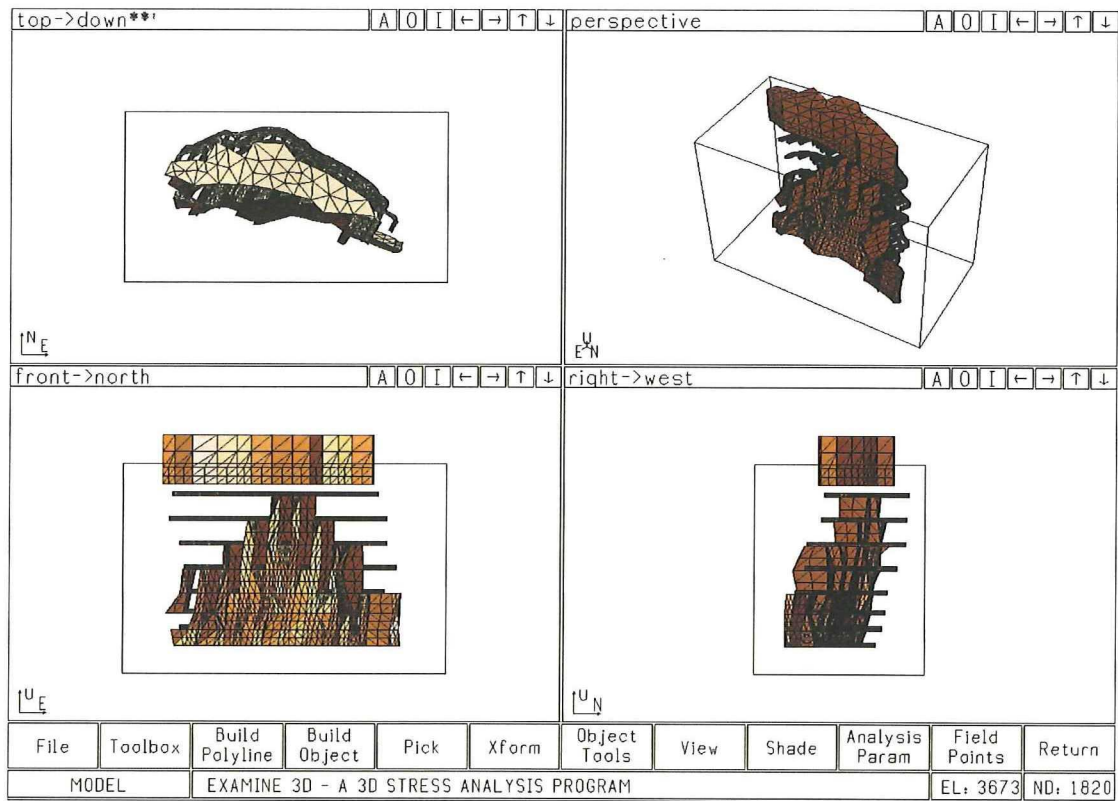 top->down**' A O I ← → ↑ ↓
perspective A O I ← → ↑ ↓
N
E
U
E N
front->north A O I ← → ↑ ↓
right->west A O I ← → ↑ ↓
U
E
U
N
File Toolbox Build Polyline Build Object Pick Xform Object Tools View Shade Analysis Param Field Points Return
MODEL EXAMINE 3D - A 3D STRESS ANALYSIS PROGRAM EL: 3673 ND: 1820